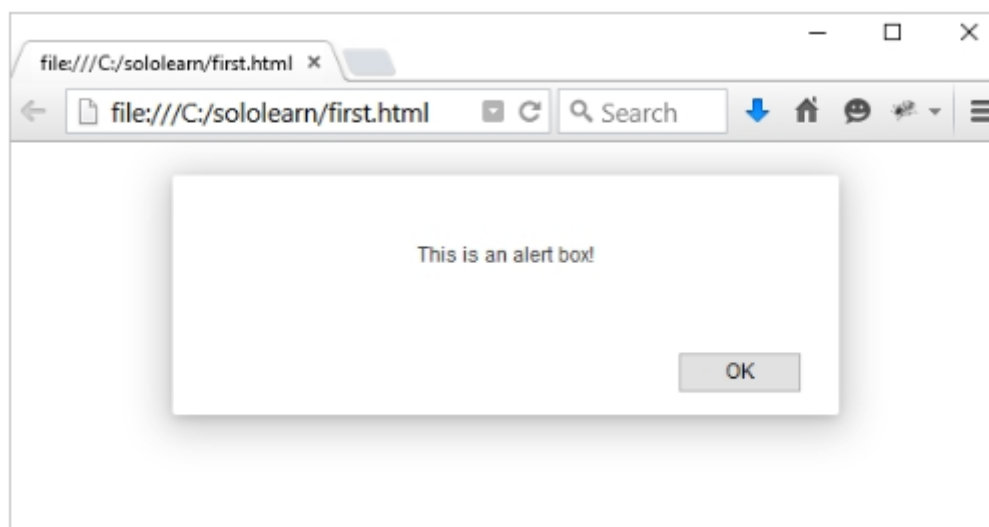 file:///C:/sololearn/first.html
file:///C:/sololearn/first.html
Search
This is an alert box!
OK